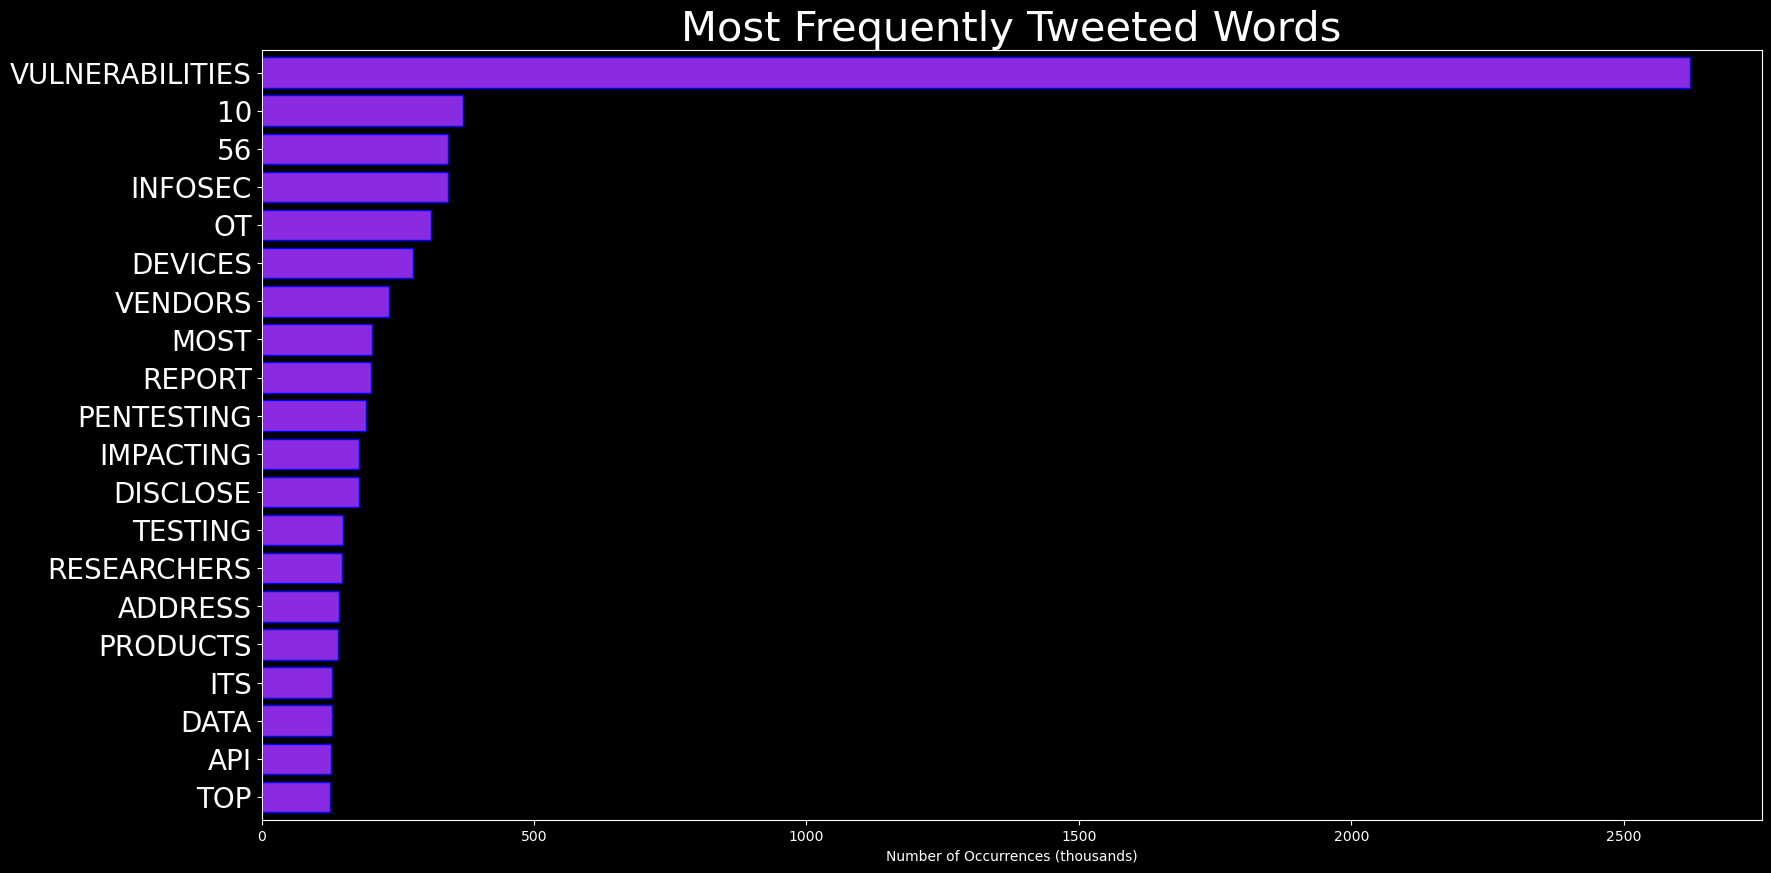 Most Frequently Tweeted Words
VULNERABILITIES
10
56
INFOSEC
OT
DEVICES
VENDORS
MOST
REPORT
PENTESTING
IMPACTING
DISCLOSE
TESTING
RESEARCHERS
ADDRESS
PRODUCTS
ITS
DATA
API
TOP
0 500 1000 1500 2000 2500
Number of Occurrences (thousands)